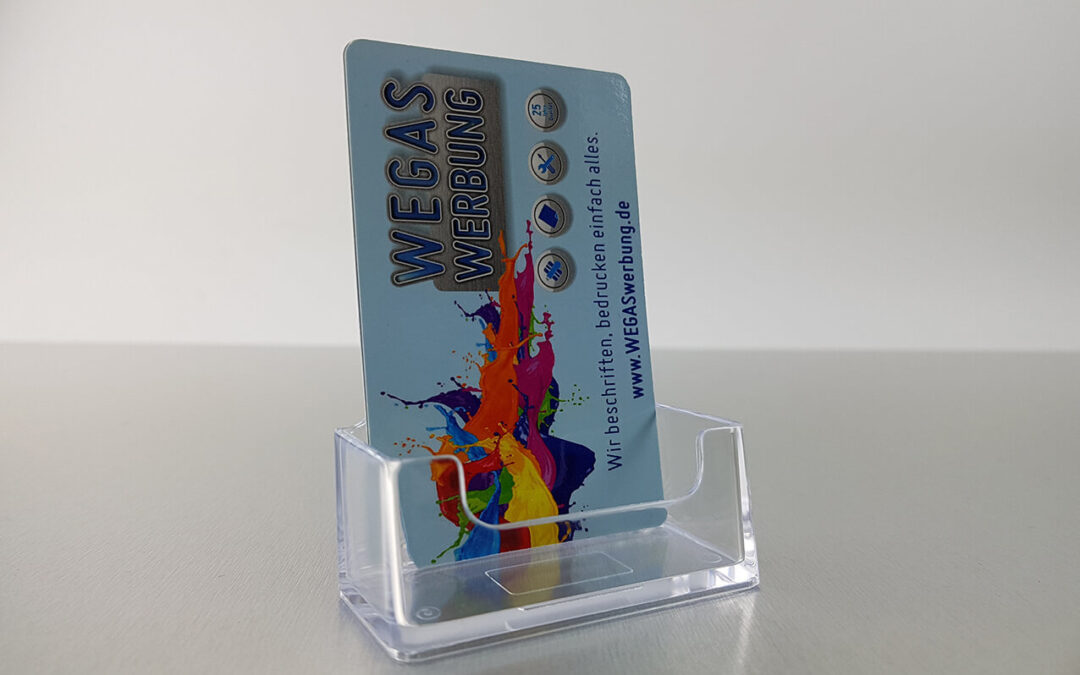 WEGAS
WERBUNG
25
Wir beschriften, bedrucken einfach alles.
www.WEGASwerbung.de